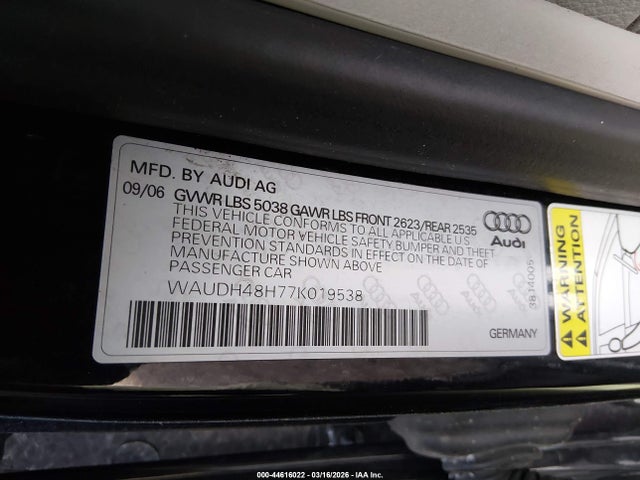 MFD. BY AUDI AG
09/06 GVWR LBS 5038 GAWR LBS FRONT 2623/REAR 2535
THIS VEHICLE CONFORMS TO ALL APPLICABLE U.S.
FEDERAL MOTOR VEHICLE SAFETY BUMPER AND THEFT
PREVENTION STANDARDS IN EFFECT ON THE DATE OF
MANUFACTURE SHOWN ABOVE
PASSENGER CAR
WAUDH48H77K019538
Audi
3814005
GERMANY
WARNING
ATTENTION
000-44616022 - 03/16/2026 - IAA Inc.